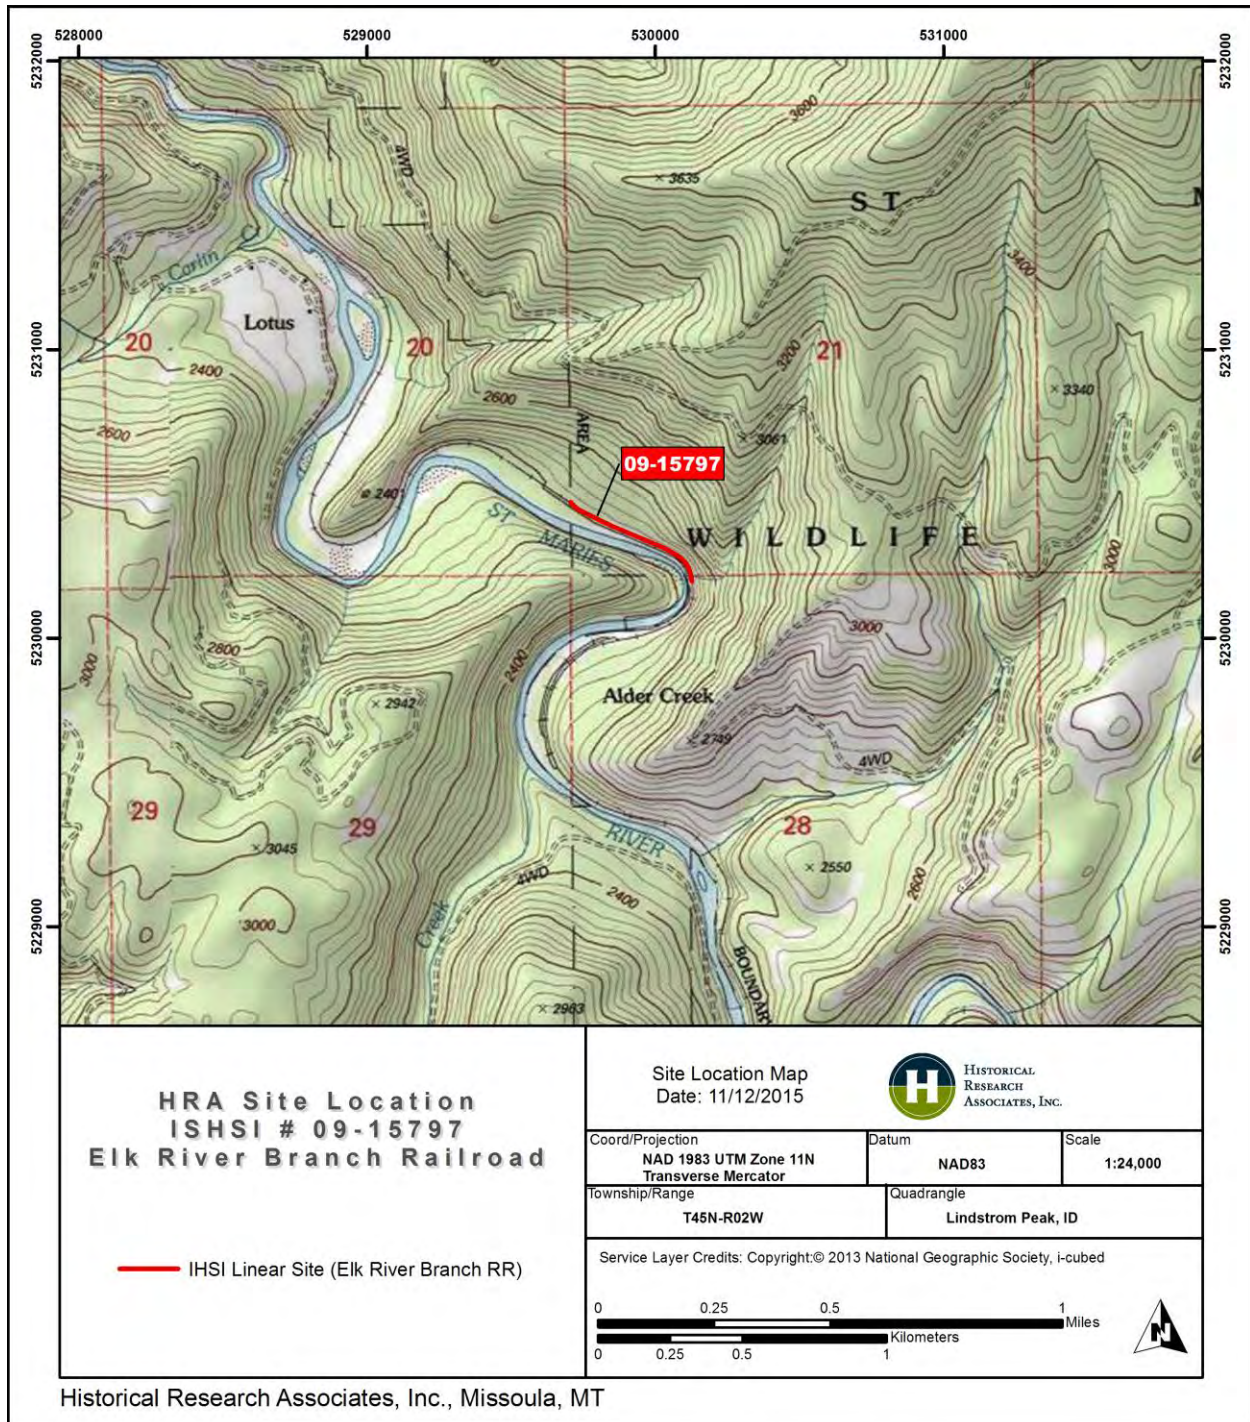 528000 529000 530000 531000
5232000 5232000
3600
4WD
3635
ST M
Carlin
3400
Lotus
5231000 5231000
20 20 3200 21
2400
2600 3340
AREA
2600 3061
09-15797
2401
ST MARIES
WILDLIFE
3000
5230000 5230000
2800 2400 3000
3000
2942 Alder Creek
2749
4WD
29 29 28
RIVER
3045 2550
4WD 2600
2400
3000 Creek
5229000 5229000
BOUNDARY
2963
HRA Site Location
ISHSI # 09-15797
Elk River Branch Railroad
IHSI Linear Site (Elk River Branch RR)
Site Location Map
Date: 11/12/2015
H
HISTORICAL
RESEARCH
ASSOCIATES, INC.
Coord/Projection
NAD 1983 UTM Zone 11N
Transverse Mercator
Datum
NAD83
Scale
1:24,000
Township/Range
T45N-R02W
Quadrangle
Lindstrom Peak, ID
Service Layer Credits: Copyright:© 2013 National Geographic Society, i-cubed
0 0.25 0.5 1
Miles
Kilometers
0 0.25 0.5 1
N
Historical Research Associates, Inc., Missoula, MT